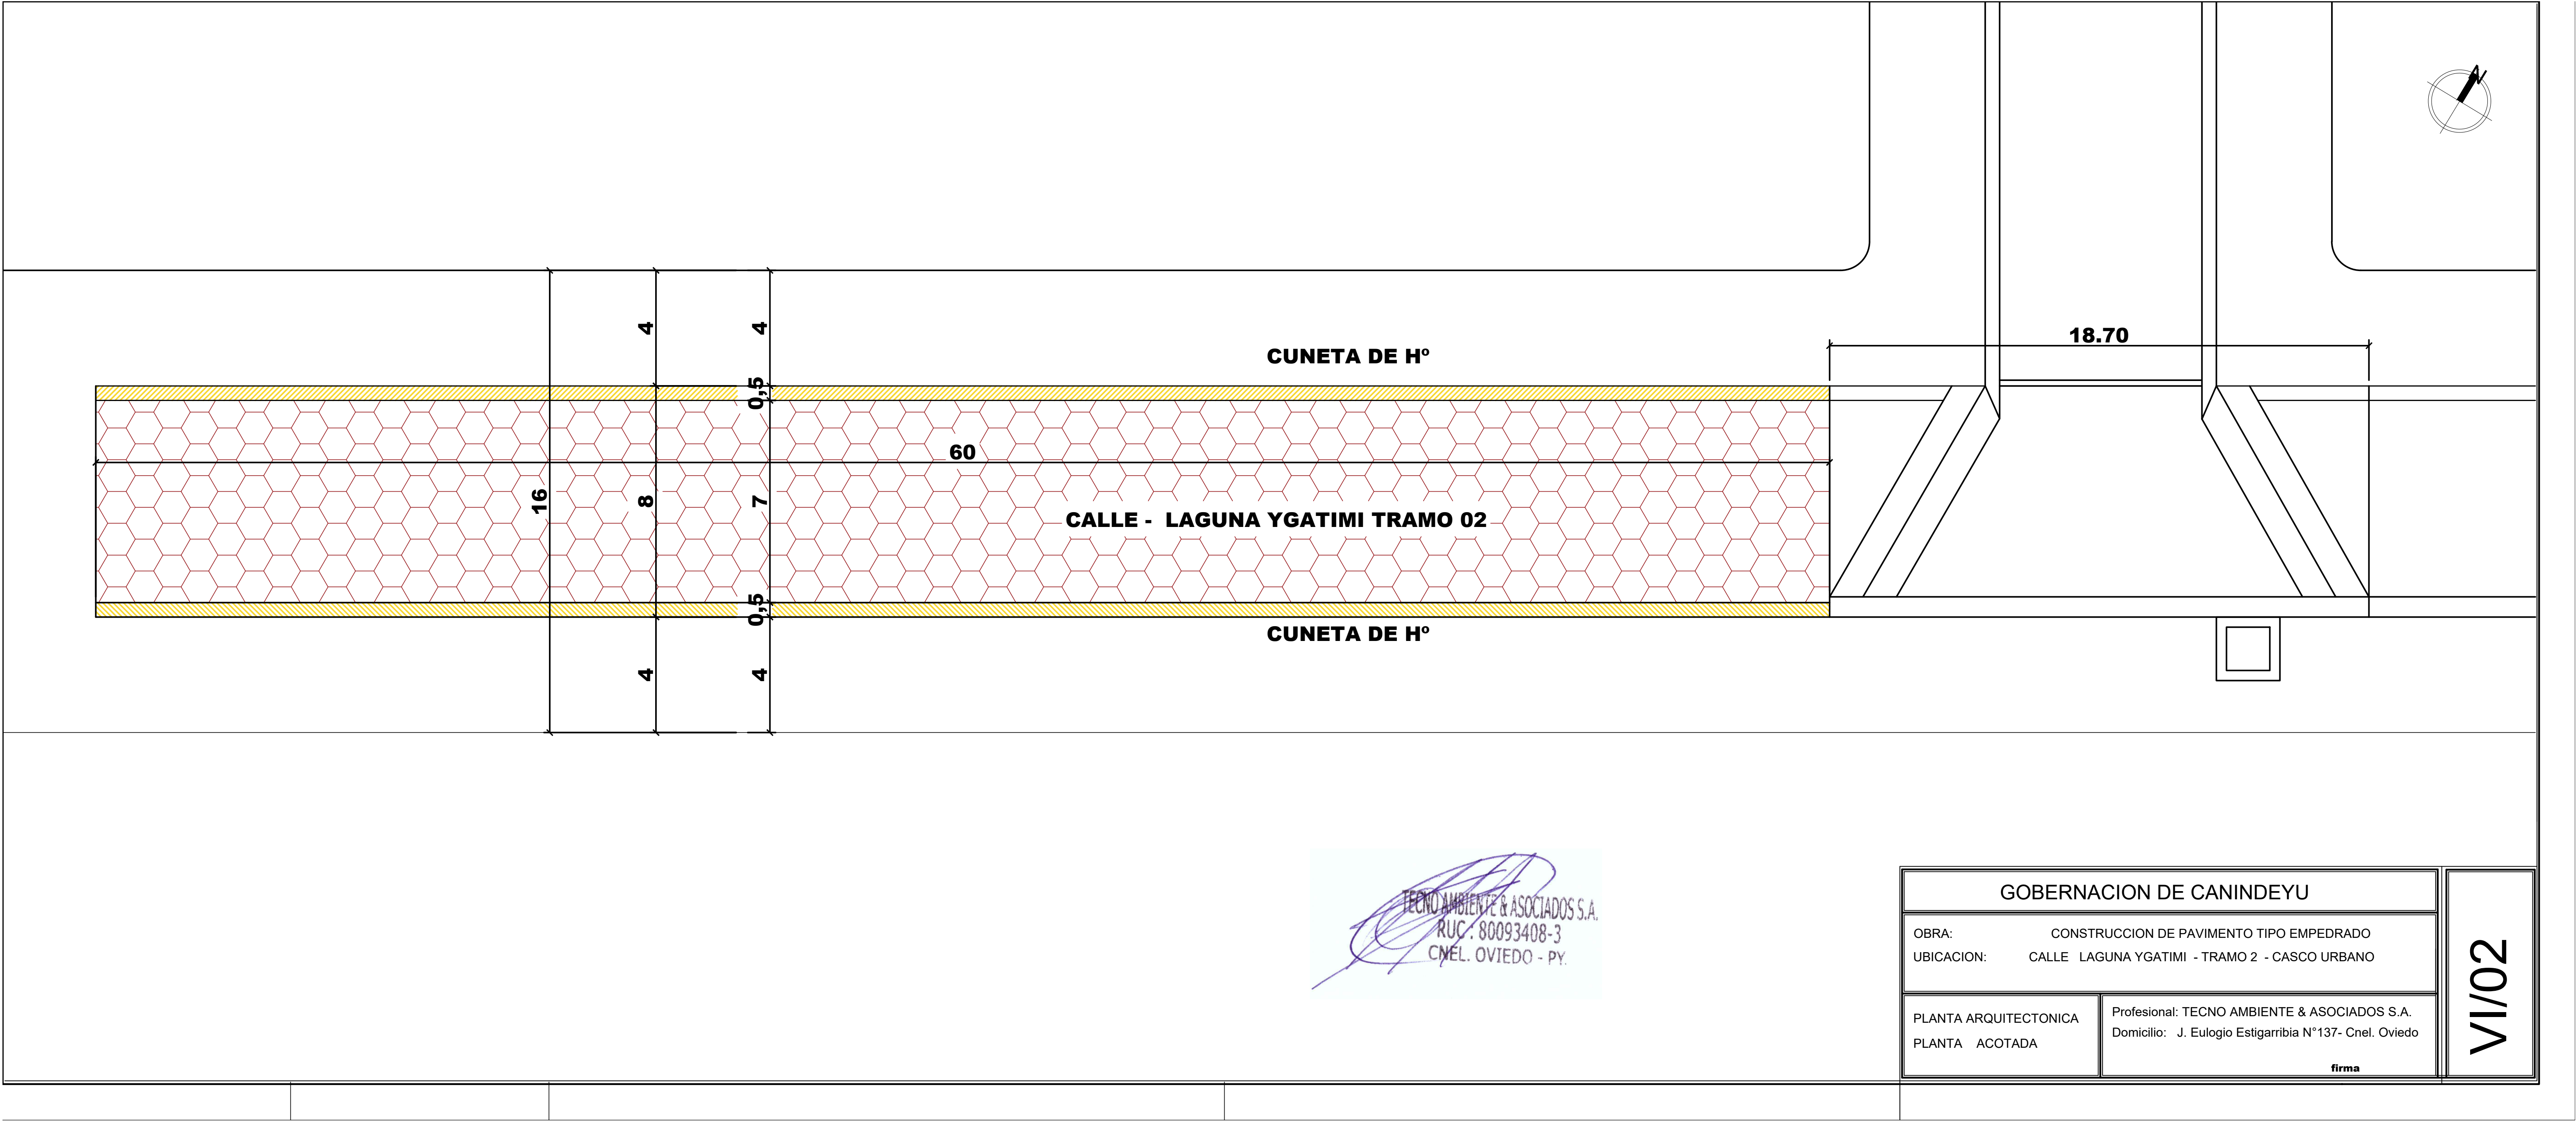 N
18.70
4
4
CUNETA DE Hº
0,5
60
16
8
7
CALLE - LAGUNA YGATIMI TRAMO 02
0,5
CUNETA DE Hº
4
4
TECNO AMBIENTE & ASOCIADOS S.A.
RUC : 80093408-3
CNEL. OVIEDO - PY.
GOBERNACION DE CANINDEYU
OBRA: CONSTRUCCION DE PAVIMENTO TIPO EMPEDRADO
UBICACION: CALLE LAGUNA YGATIMI - TRAMO 2 - CASCO URBANO
PLANTA ARQUITECTONICA
PLANTA ACOTADA
Profesional: TECNO AMBIENTE & ASOCIADOS S.A.
Domicilio: J. Eulogio Estigarribia N°137- Cnel. Oviedo
firma
VI/02